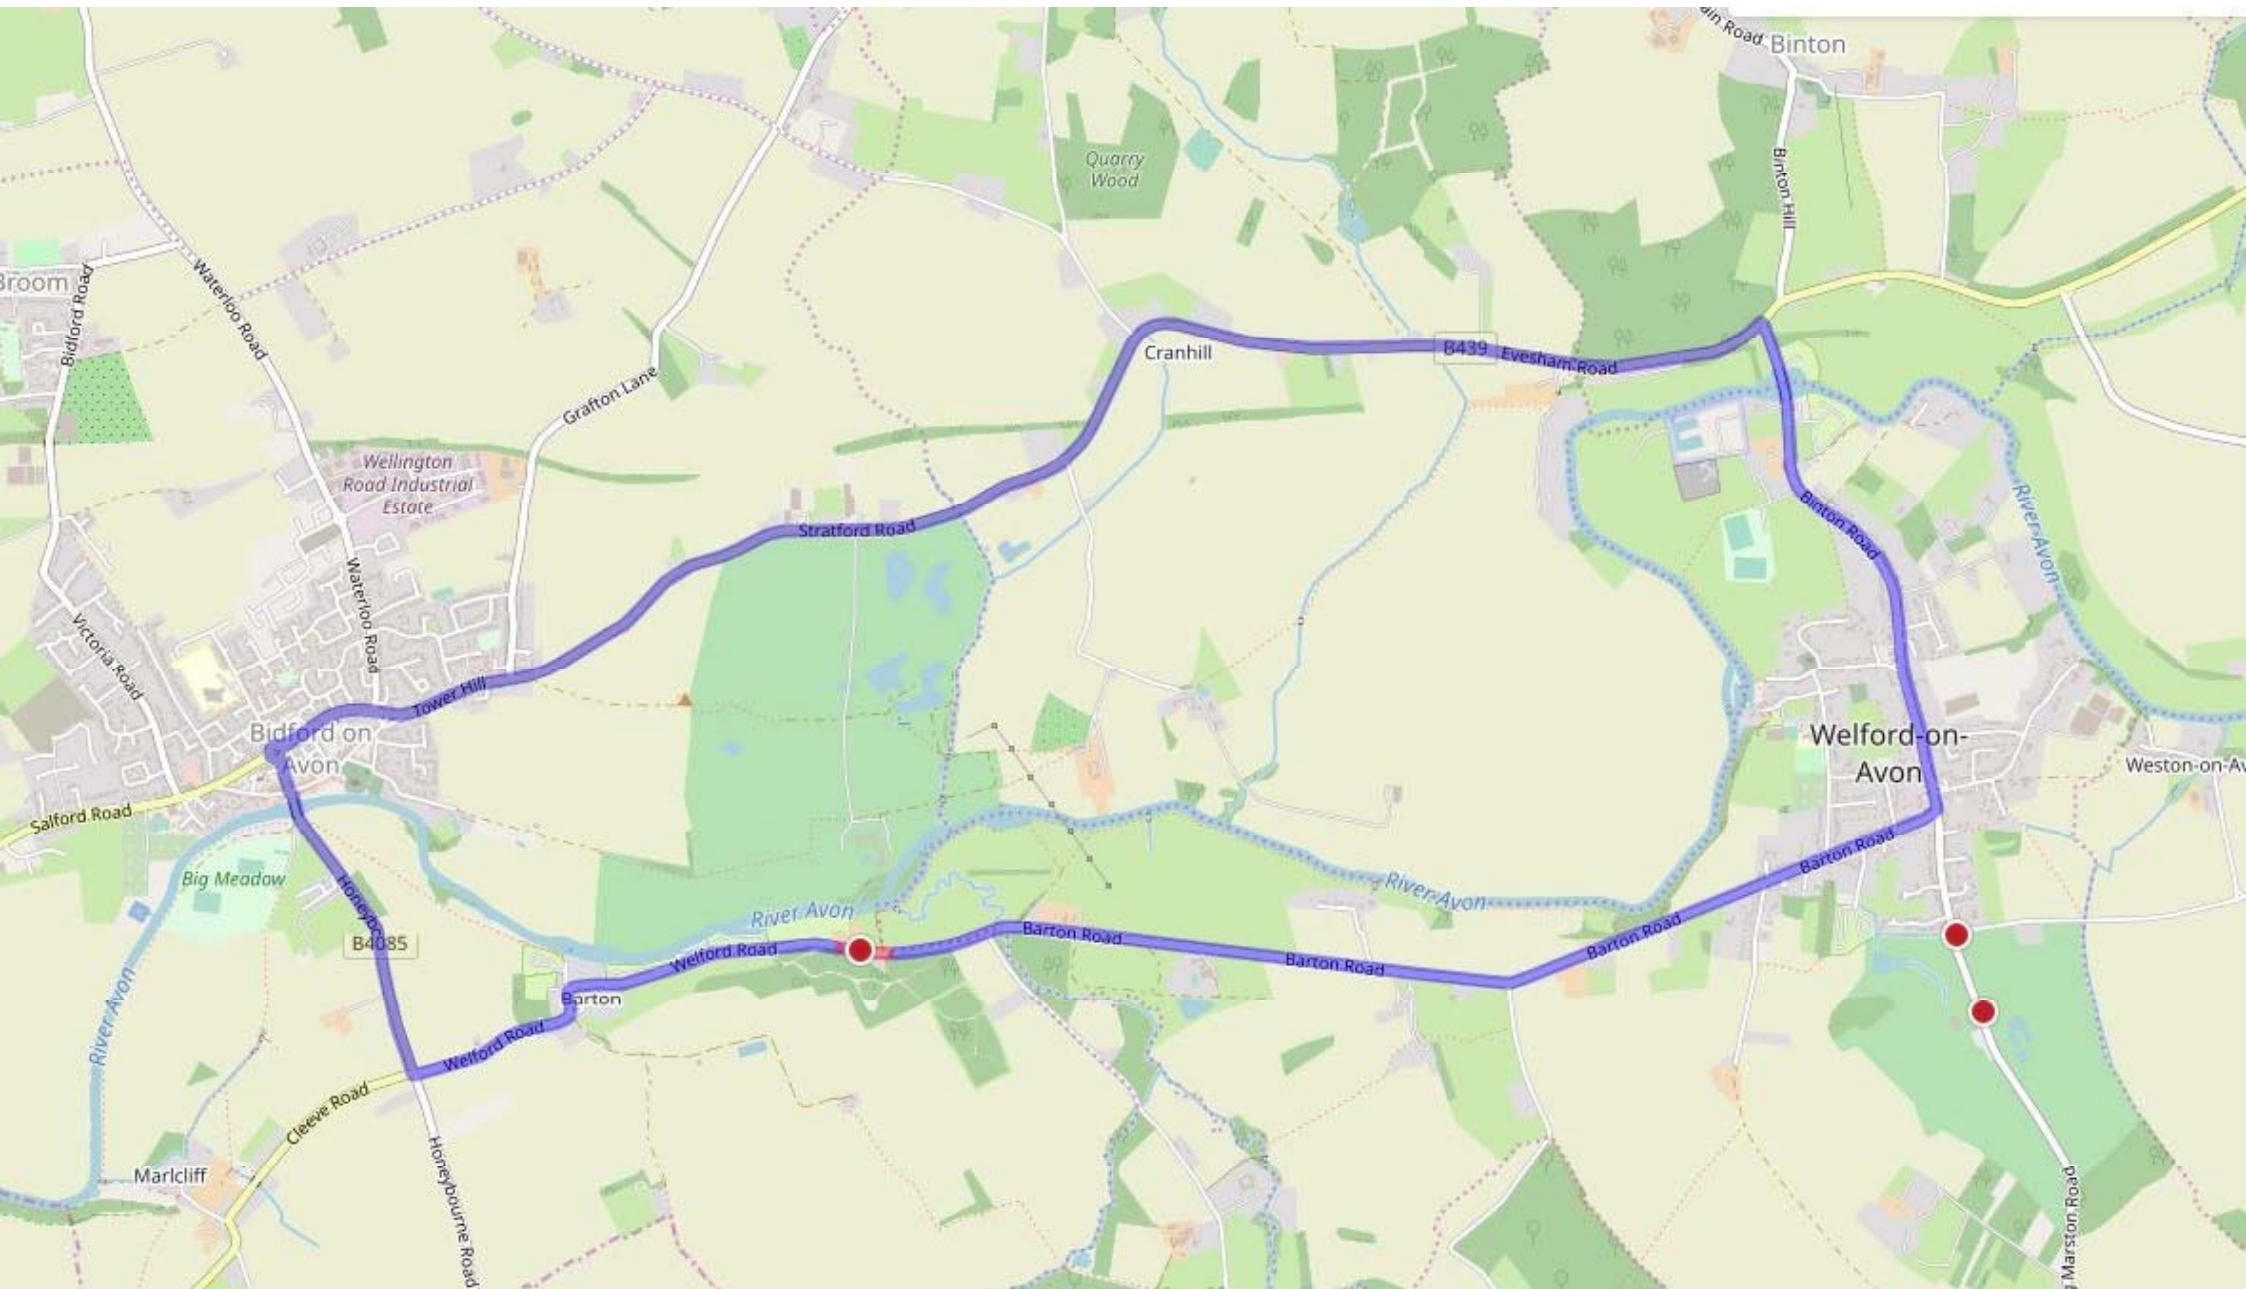 Binton
Quarry
Wood
Binton Hill
Broom
Bidford Road
Waterloo Road
Cranhill
B439
Evesham Road
Grafton Lane
Wellington
Road Industrial
Estate
Stratford Road
Binton Road
River Avon
Waterloo Road
Victoria Road
Tower Hill
Bidford on
Avon
Welford-on-
Avon
Weston-on-Av
Salford Road
Big Meadow
Barton Road
River Avon
River Avon
Honeybo
B4085
Barton Road
Barton Road
Barton Road
Welford Road
Barton
River Avon
Welford Road
Cleeve Road
Marlcliff
Honeybourne Road
Marston Road